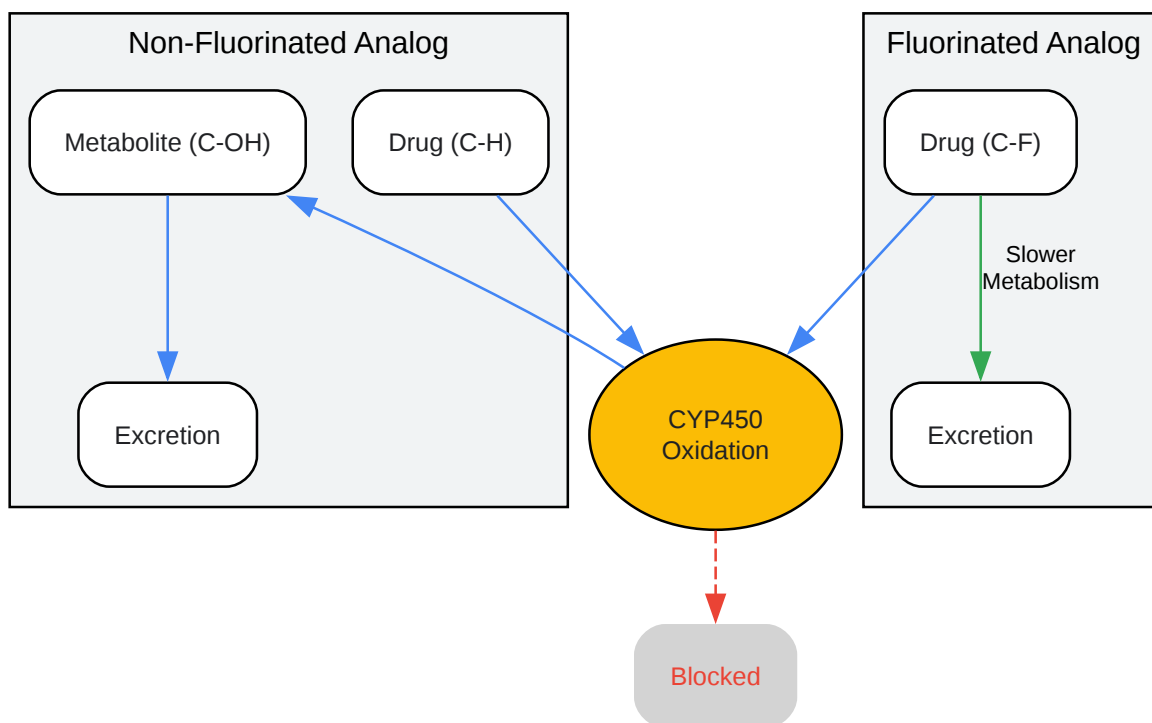 Non-Fluorinated Analog
Fluorinated Analog
Metabolite (C-OH)
Drug (C-H)
Drug (C-F)
Slower
Metabolism
Excretion
CYP450
Oxidation
Excretion
Blocked